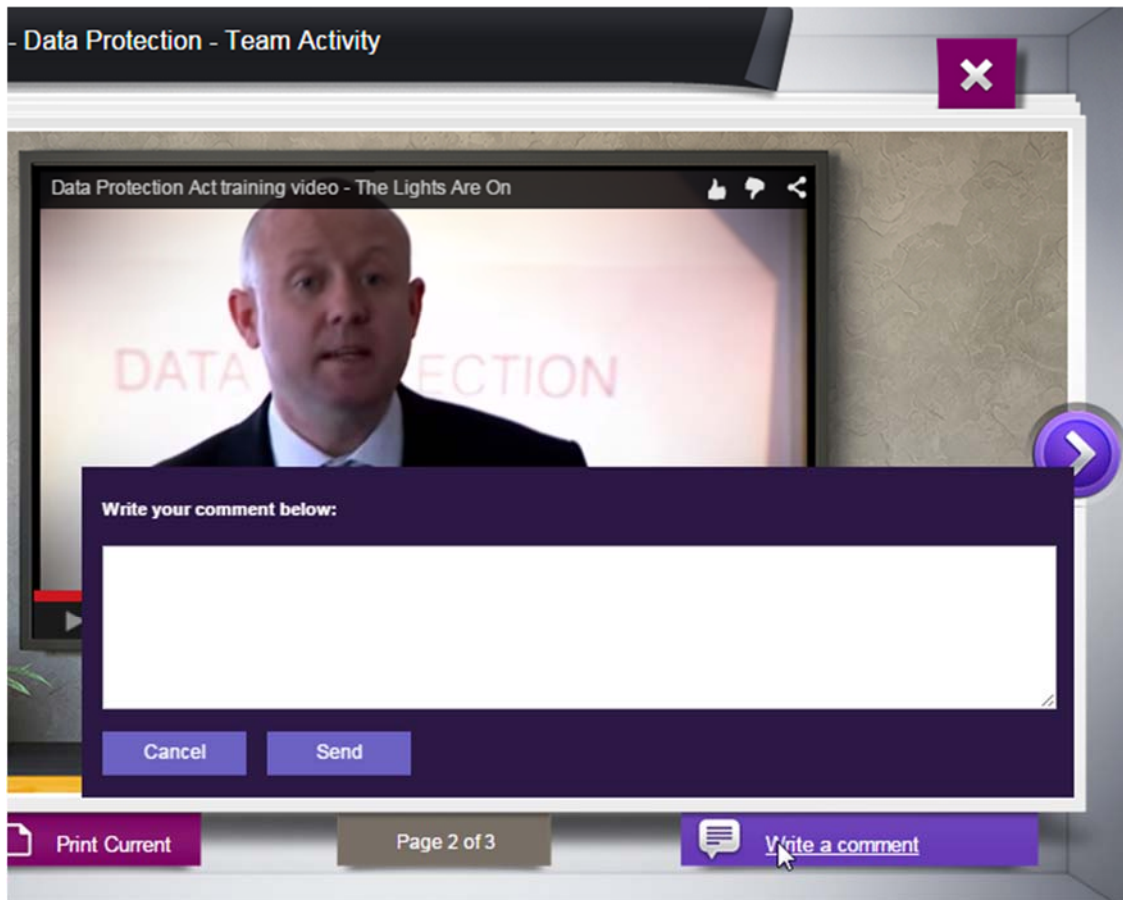 - Data Protection - Team Activity
Data Protection Act training video - The Lights Are On
DATA ECTION
Write your comment below:
Cancel Send
Print Current Page 2 of 3 Write a comment